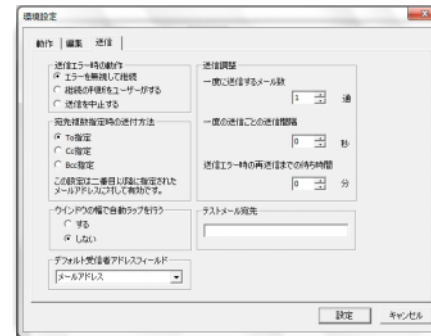 環境設定
動作 編集 送信
送信エラー時の動作
エラーを無視して継続
継続の判断をユーザーがする
送信を中止する
宛先複数指定時の送付方法
To指定
Cc指定
Bcc指定
この設定は二番目以降に指定された
メールアドレスに対して有効です。
ウインドウの幅で自動ラップを行う
する
しない
デフォルト受信者アドレスフィールド
メールアドレス
送信調整
一度に送信するメール数
1 通
一度の送信ごとの送信間隔
0 秒
送信エラー時の再送信までの待ち時間
0 分
テストメール宛先
設定 キャンセル